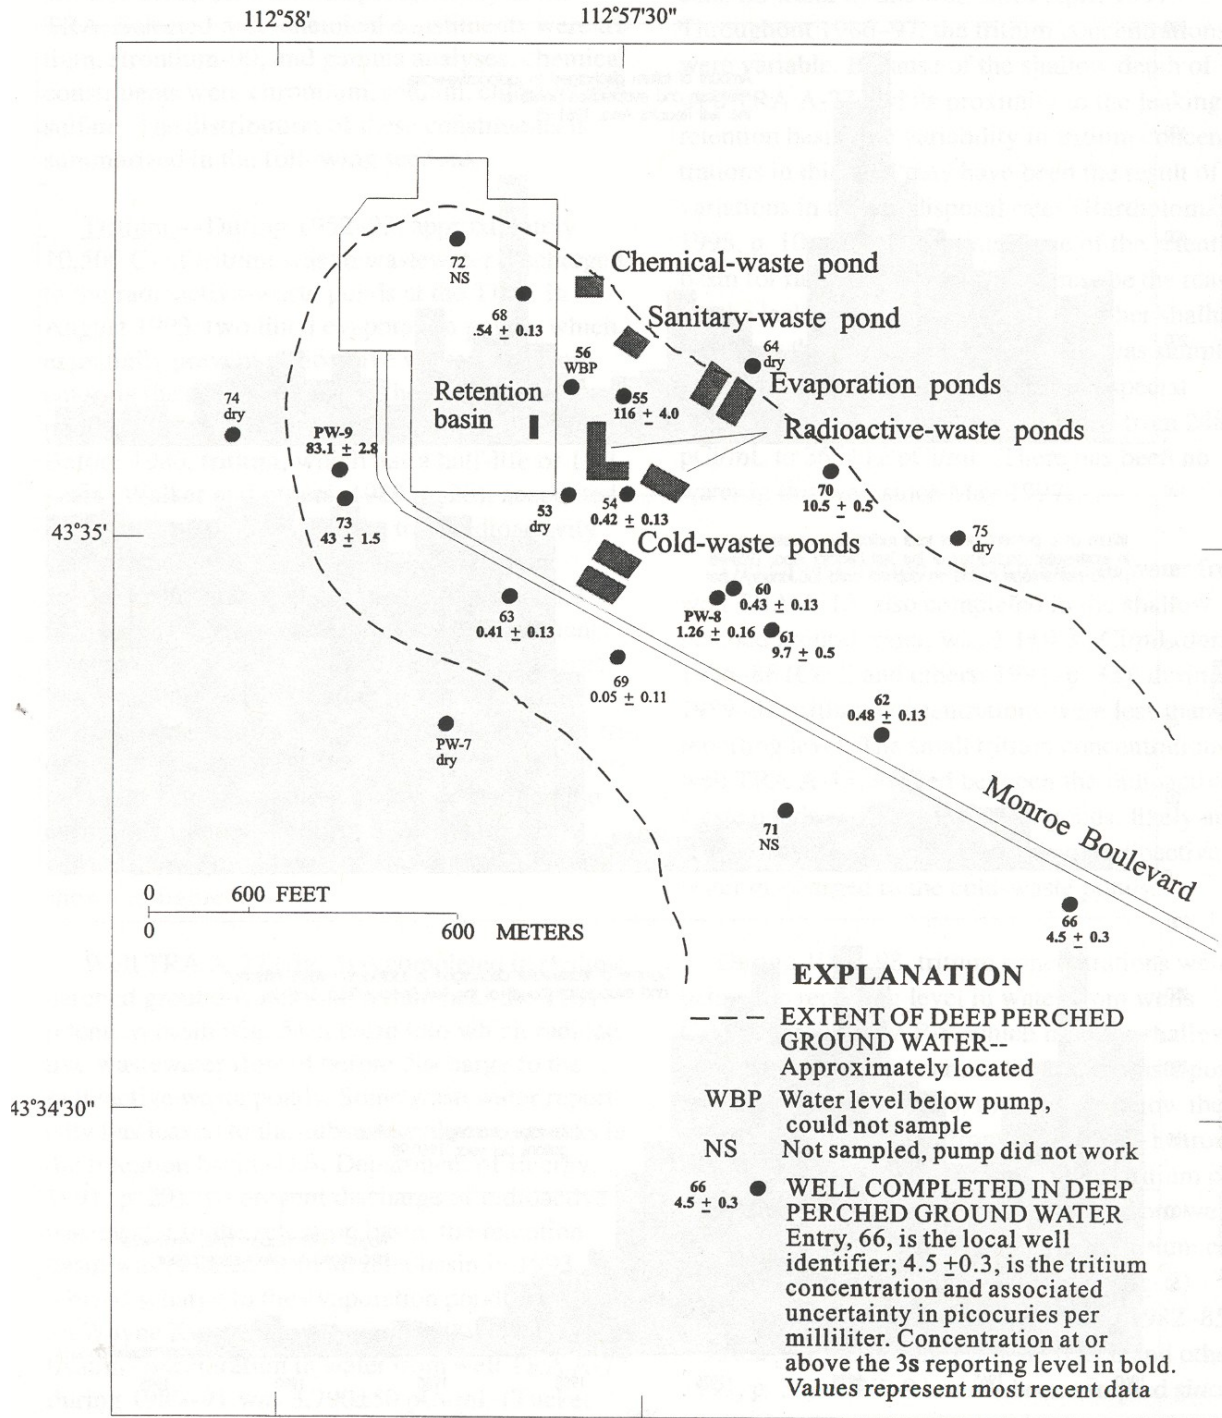 112°58'
112°57'30"
72
NS
68
.54 ± 0.13
Chemical-waste pond
Sanitary-waste pond
64
dry
56
WBP
Evaporation ponds
55
116 ± 4.0
Retention
basin
74
dry
PW-9
83.1 ± 2.8
Radioactive-waste ponds
70
10.5 ± 0.5
73
43 ± 1.5
53
dry
54
0.42 ± 0.13
75
dry
43°35'
Cold-waste ponds
60
0.43 ± 0.13
PW-8
1.26 ± 0.16
61
9.7 ± 0.5
63
0.41 ± 0.13
69
0.05 ± 0.11
62
0.48 ± 0.13
PW-7
dry
71
NS
Monroe Boulevard
66
4.5 ± 0.3
0 600 FEET
0 600 METERS
EXPLANATION
EXTENT OF DEEP PERCHED
GROUND WATER--
Approximately located
WBP Water level below pump,
could not sample
NS Not sampled, pump did not work
66
4.5 ± 0.3
WELL COMPLETED IN DEEP
PERCHED GROUND WATER
Entry, 66, is the local well
identifier; 4.5 ±0.3, is the tritium
concentration and associated
uncertainty in picocuries per
milliliter. Concentration at or
above the 3s reporting level in bold.
Values represent most recent data
43°34'30"